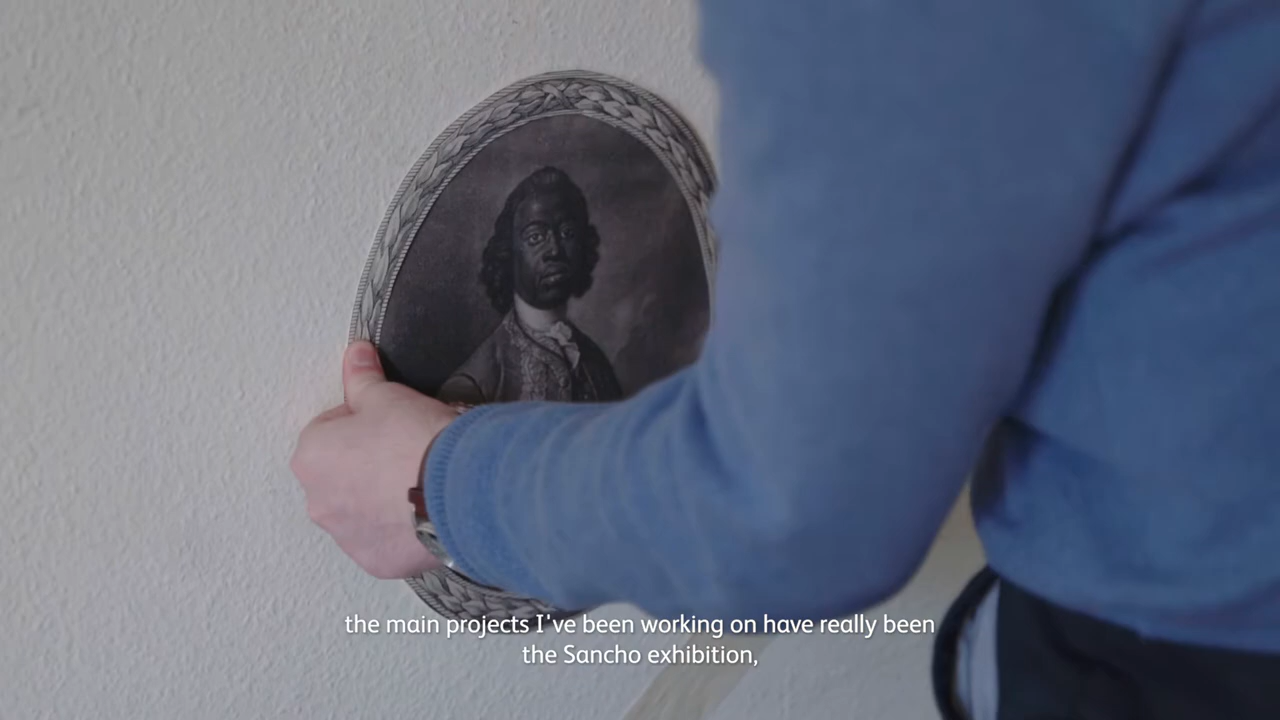 the main projects I've been working on have really been
the Sancho exhibition,